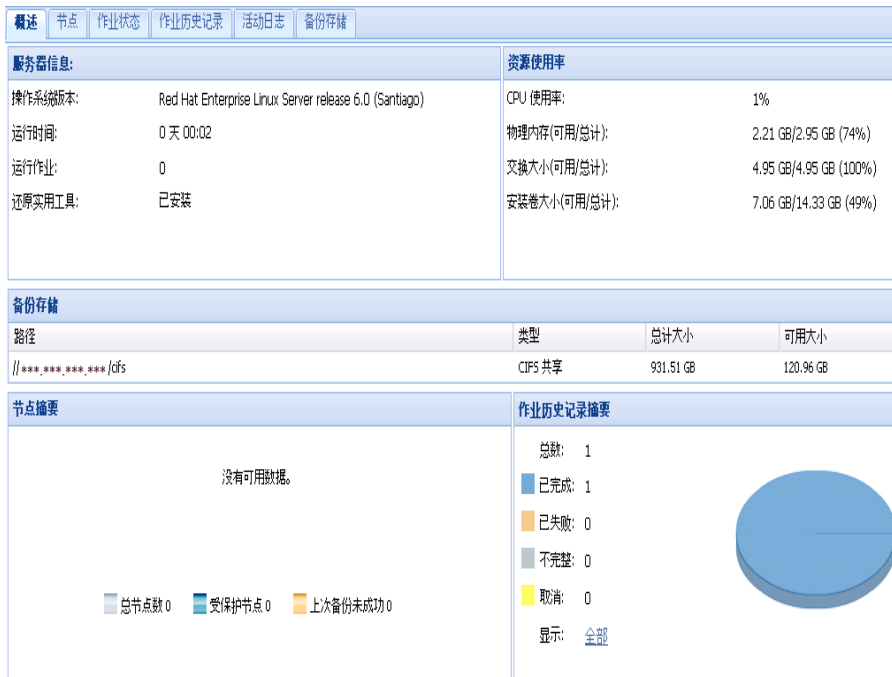 概述 节点 作业状态 作业历史记录 活动日志 备份存储
服务器信息:
操作系统版本: Red Hat Enterprise Linux Server release 6.0 (Santiago)
运行时间: 0 天 00:02
运行作业: 0
还原实用工具: 已安装
资源使用率
CPU 使用率: 1%
物理内存(可用/总计): 2.21 GB/2.95 GB (74%)
交换大小(可用/总计): 4.95 GB/4.95 GB (100%)
安装卷大小(可用/总计): 7.06 GB/14.33 GB (49%)
备份存储
路径 类型 总计大小 可用大小
//***.***.***.***/cifs CIFS 共享 931.51 GB 120.96 GB
节点摘要
没有可用数据。
总节点数 0 受保护节点 0 上次备份未成功 0
作业历史记录摘要
总数: 1
已完成: 1
已失败: 0
不完整: 0
取消: 0
显示: 全部